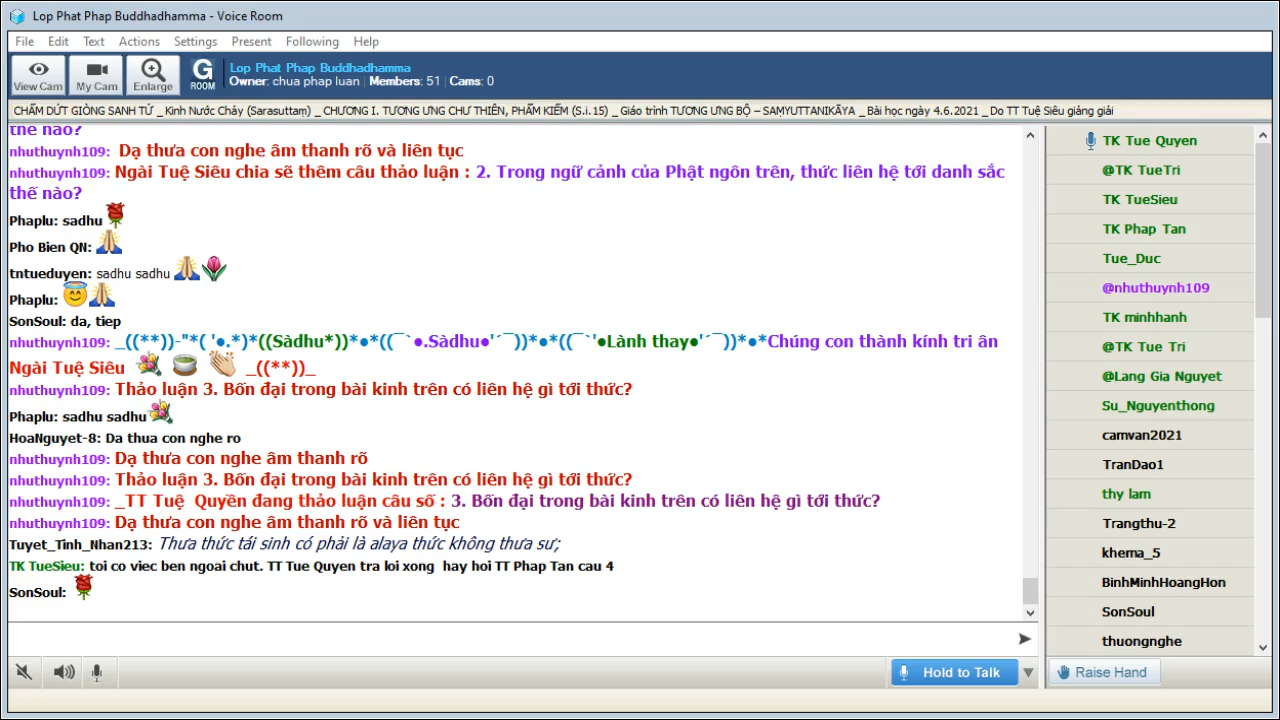 Lop Phat Phap Buddhadhamma - Voice Room
File Edit Text Actions Settings Present Following Help
View Cam My Cam Enlarge G ROOM
Lop Phat Phap Buddhadhamma
Owner: chua phap luan Members: 51 Cams: 0
CHẤM DỨT GIÒNG SANH TỬ _ Kinh Nước Chảy (Sarasuttaṃ) _ CHƯƠNG I. TƯƠNG ƯNG CHƯ THIÊN, PHẨM KIẾM (S.i.15) _ Giáo trình TƯƠNG ƯNG BỘ – SAṂYUTTANIKĀYA _ Bài học ngày 4.6.2021 _ Do TT Tuệ Siêu giảng giải
thế nào?
nhuthuynh109: Dạ thưa con nghe âm thanh rõ và liên tục
nhuthuynh109: Ngài Tuệ Siêu chia sẽ thêm câu thảo luận : 2. Trong ngữ cảnh của Phật ngôn trên, thức liên hệ tới danh sắc
thế nào?
Phaplu: sadhu
Pho Bien QN:
tntueduyen: sadhu sadhu
Phaplu:
SonSoul: da, tiep
nhuthuynh109: _((**))-"*( '●.*)*((Sàdhu*))*●*((¯`●.Sàdhu●'´¯))*●*((¯`'●Lành thay●'´¯))*●*Chúng con thành kính tri ân
Ngài Tuệ Siêu _((**))_
nhuthuynh109: Thảo luận 3. Bốn đại trong bài kinh trên có liên hệ gì tới thức?
Phaplu: sadhu sadhu
HoaNguyet-8: Da thua con nghe ro
nhuthuynh109: Dạ thưa con nghe âm thanh rõ
nhuthuynh109: Thảo luận 3. Bốn đại trong bài kinh trên có liên hệ gì tới thức?
nhuthuynh109: _TT Tuệ Quyền đang thảo luận câu số : 3. Bốn đại trong bài kinh trên có liên hệ gì tới thức?
nhuthuynh109: Dạ thưa con nghe âm thanh rõ và liên tục
Tuyet_Tinh_Nhan213: Thưa thức tái sinh có phải là alaya thức không thưa sư;
TK TueSieu: toi co viec ben ngoai chut. TT Tue Quyen tra loi xong hay hoi TT Phap Tan cau 4
SonSoul:
Hold to Talk
TK Tue Quyen
@TK TueTri
TK TueSieu
TK Phap Tan
Tue_Duc
@nhuthuynh109
TK minhhanh
@TK Tue Tri
@Lang Gia Nguyet
Su_Nguyenthong
camvan2021
TranDao1
thy lam
Trangthu-2
khema_5
BinhMinhHoangHon
SonSoul
thuongnghe
Raise Hand